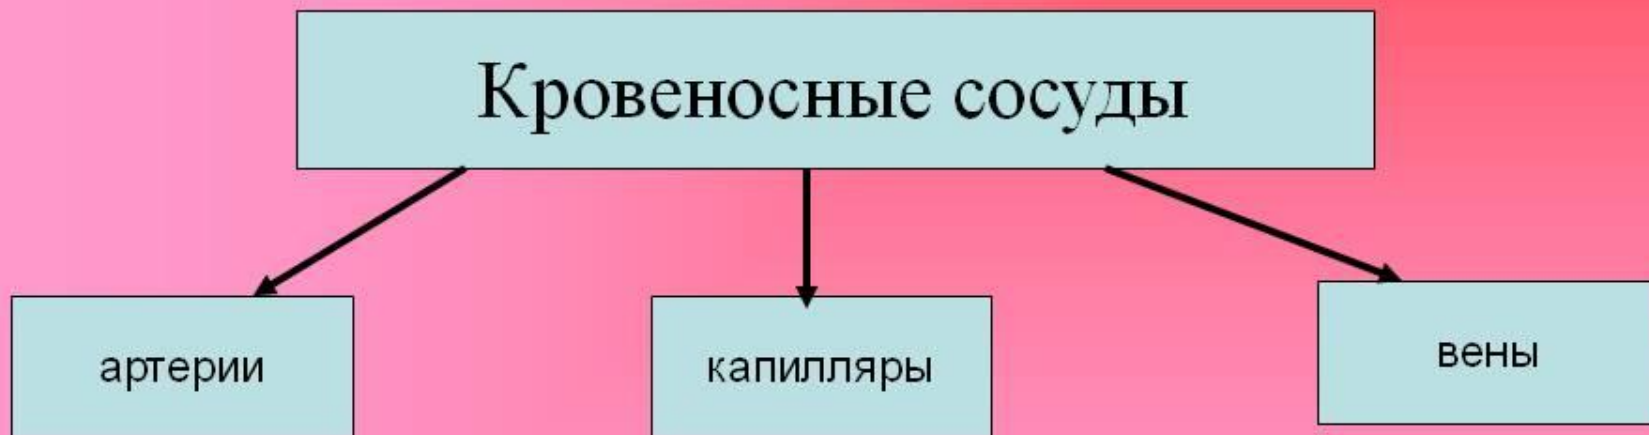 Кровеносные сосуды
артерии
капилляры
вены